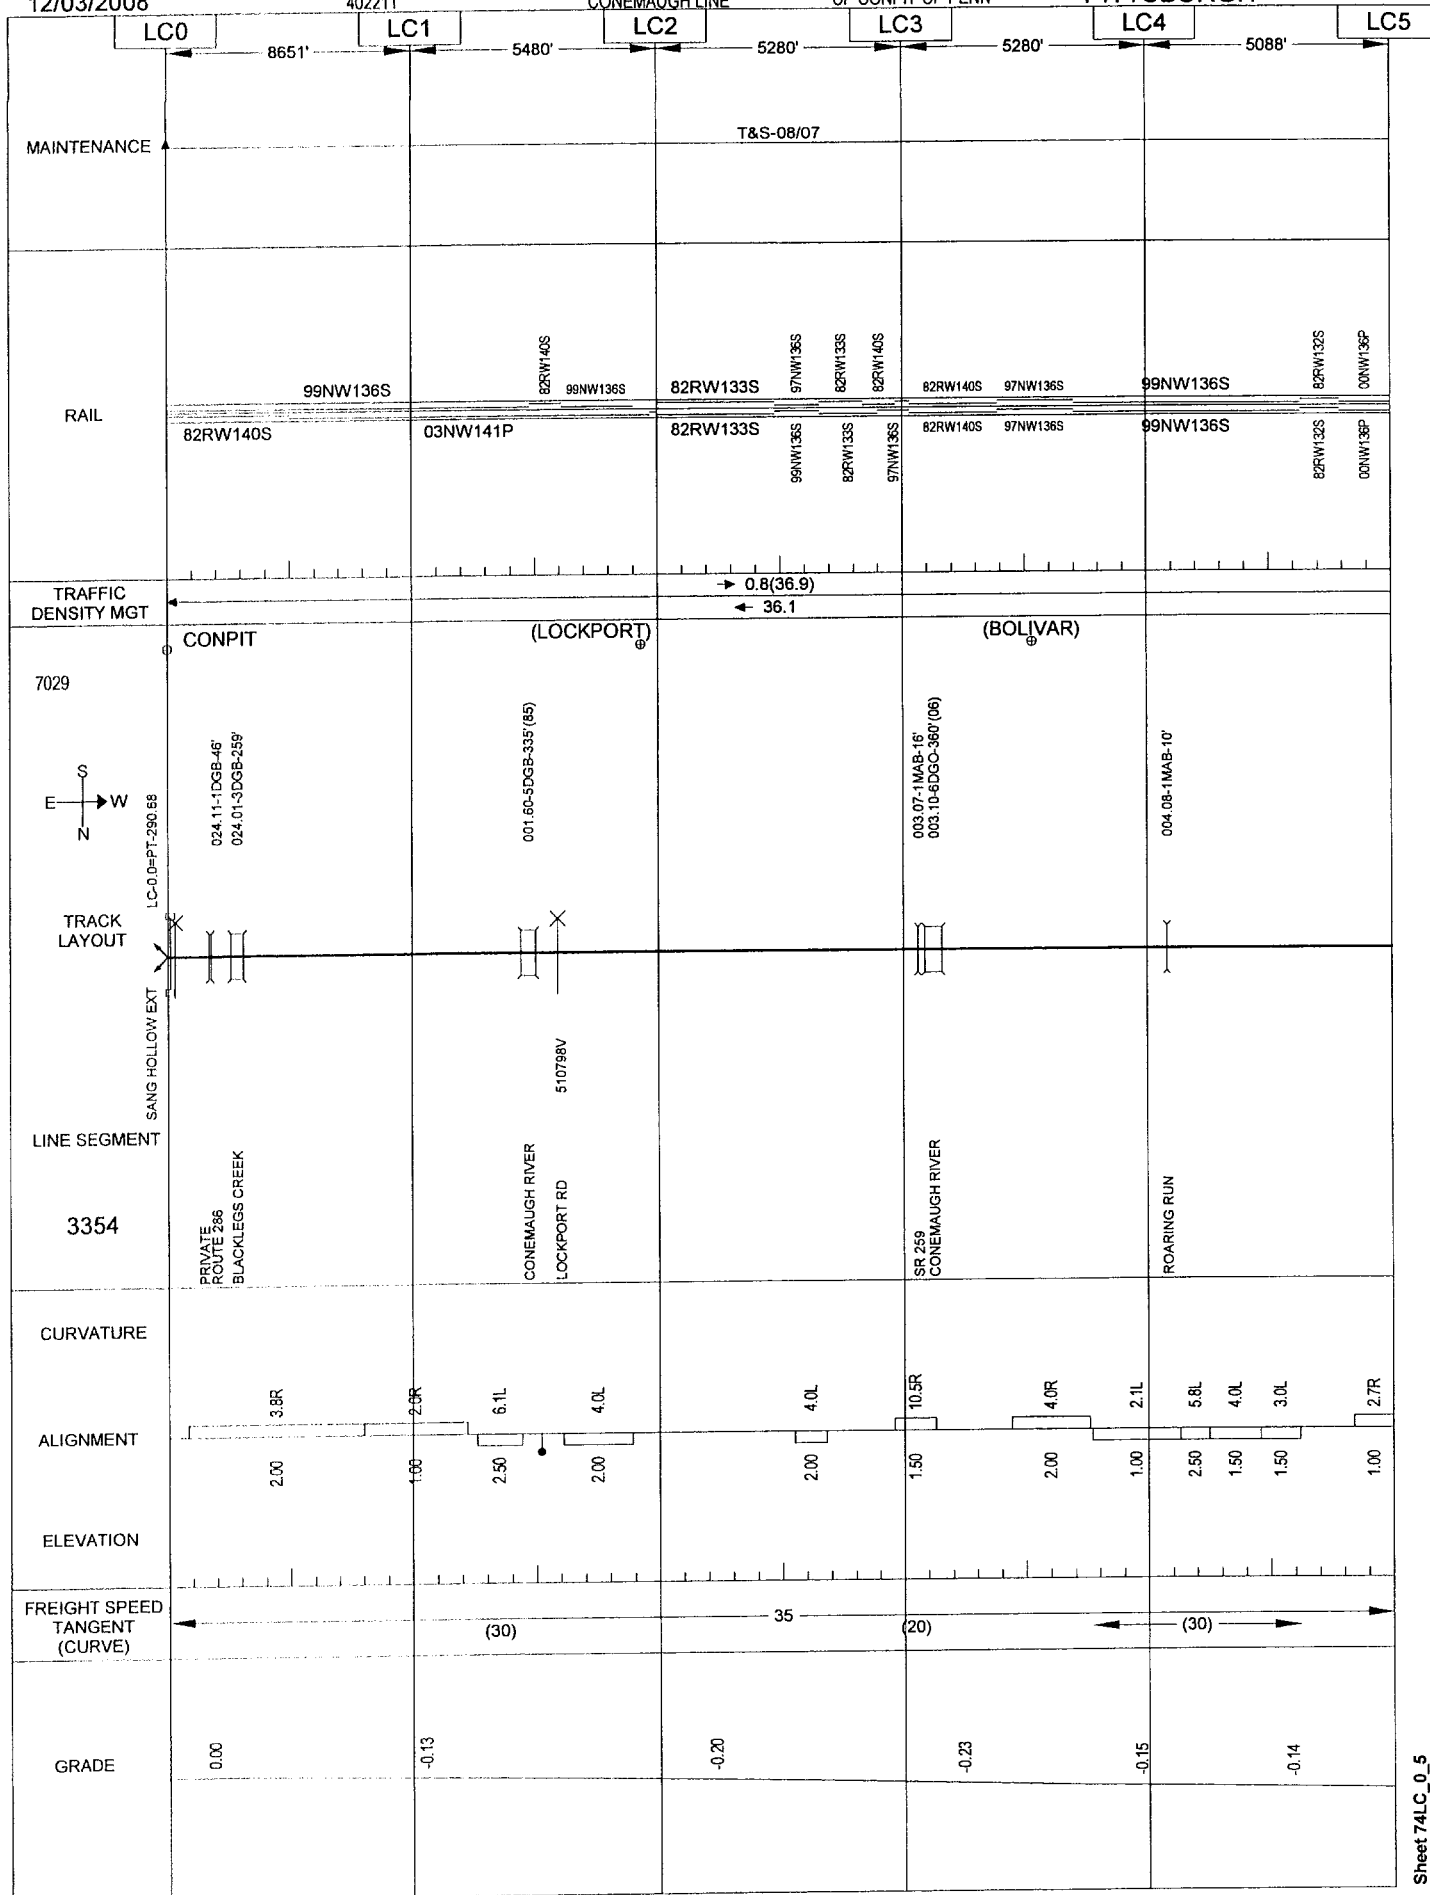 12/03/2008
402211
CONEMAUGH LINE
LC0
LC1
LC2
LC3
LC4
LC5
8651'
5480'
5280'
5280'
5088'
MAINTENANCE
T&S-08/07
RAIL
99NW136S
82RW140S
99NW136S
82RW133S
97NW136S
82RW133S
82RW140S
82RW140S
97NW136S
99NW136S
82RW132S
00NW136P
82RW140S
03NW141P
82RW133S
99NW136S
82RW133S
97NW136S
82RW140S
97NW136S
99NW136S
82RW132S
00NW136P
TRAFFIC
DENSITY MGT
0.8(36.9)
36.1
CONPIT
(LOCKPORT)
(BOLIVAR)
7029
S
E
W
N
LC-0.0=PT-290.68
024.11-1DGB-46'
024.01-3DGB-259'
001.60-5DGB-335'(85)
003.07-1MAB-16'
003.10-6DGO-360'(06)
004.08-1MAB-10'
TRACK
LAYOUT
SANG HOLLOW EXT
510798V
LINE SEGMENT
3354
PRIVATE
ROUTE 286
BLACKLEGS CREEK
CONEMAUGH RIVER
LOCKPORT RD
SR 259
CONEMAUGH RIVER
ROARING RUN
CURVATURE
3.8R
2.0R
6.1L
4.0L
4.0L
10.5R
4.0R
2.1L
5.8L
4.0L
3.0L
2.7R
ALIGNMENT
2.00
1.00
2.50
2.00
2.00
1.50
2.00
1.00
2.50
1.50
1.50
1.00
ELEVATION
FREIGHT SPEED
TANGENT
(CURVE)
35
(30)
(20)
(30)
GRADE
0.00
-0.13
-0.20
-0.23
-0.15
-0.14
Sheet 74LC_0_5